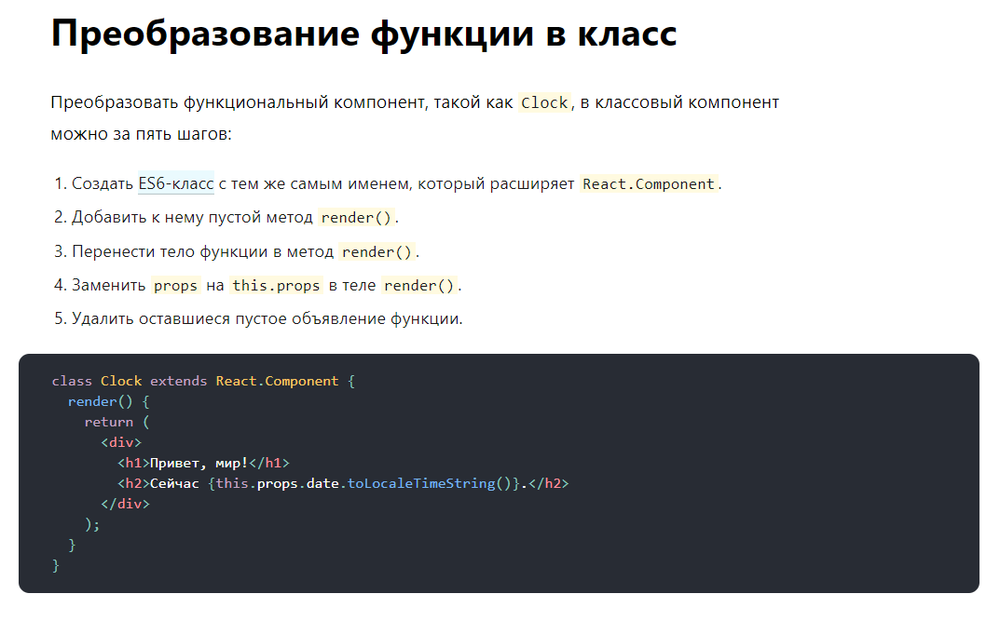 Преобразование функции в класс
Преобразовать функциональный компонент, такой как Clock, в классовый компонент
можно за пять шагов:
1. Создать ES6-класс с тем же самым именем, который расширяет React.Component.
2. Добавить к нему пустой метод render().
3. Перенести тело функции в метод render().
4. Заменить props на this.props в теле render().
5. Удалить оставшиеся пустое объявление функции.
class Clock extends React.Component {
  render() {
    return (
      <div>
        <h1>Привет, мир!</h1>
        <h2>Сейчас {this.props.date.toLocaleTimeString()}.</h2>
      </div>
    );
  }
}